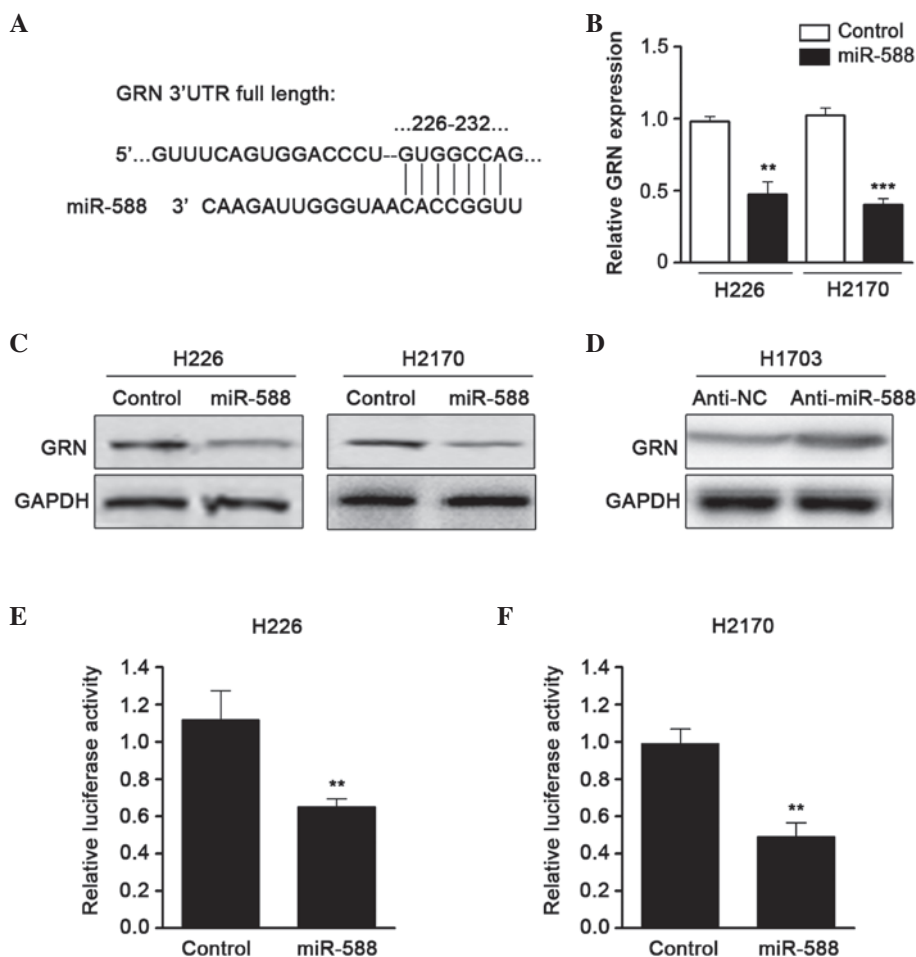 A
GRN 3'UTR full length:
...226-232...
5'...GUUUCAGUGGACCCU--GUGGCCAG...
miR-588 3' CAAGAUUGGGUAACACCGGUU
B
Control
miR-588
Relative GRN expression
1.5
1.0
0.5
0
**
***
H226
H2170
C
H226
H2170
Control miR-588
Control miR-588
GRN
GAPDH
D
H1703
Anti-NC Anti-miR-588
GRN
GAPDH
E
H226
Relative luciferase activity
1.4
1.2
1.0
0.8
0.6
0.4
0.2
0.0
**
Control miR-588
F
H2170
Relative luciferase activity
1.4
1.2
1.0
0.8
0.6
0.4
0.2
0.0
**
Control miR-588